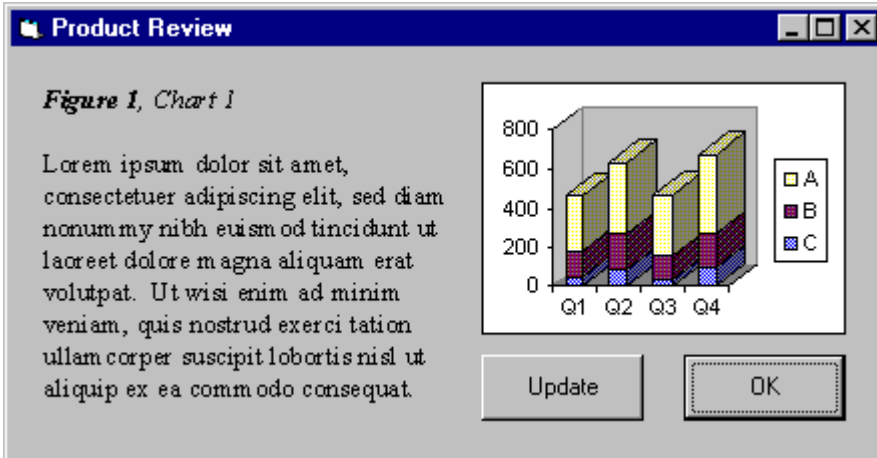 Product Review
Figure 1, Chart 1
Lorem ipsum dolor sit amet,
consectetuer adipiscing elit, sed diam
nonummy nibh euismod tincidunt ut
laoreet dolore magna aliquam erat
volutpat. Ut wisi enim ad minim
veniam, quis nostrud exerci tation
ullamcorper suscipit lobortis nisl ut
aliquip ex ea commodo consequat.
800
600
400
200
0
Q1 Q2 Q3 Q4
A
B
C
Update
OK